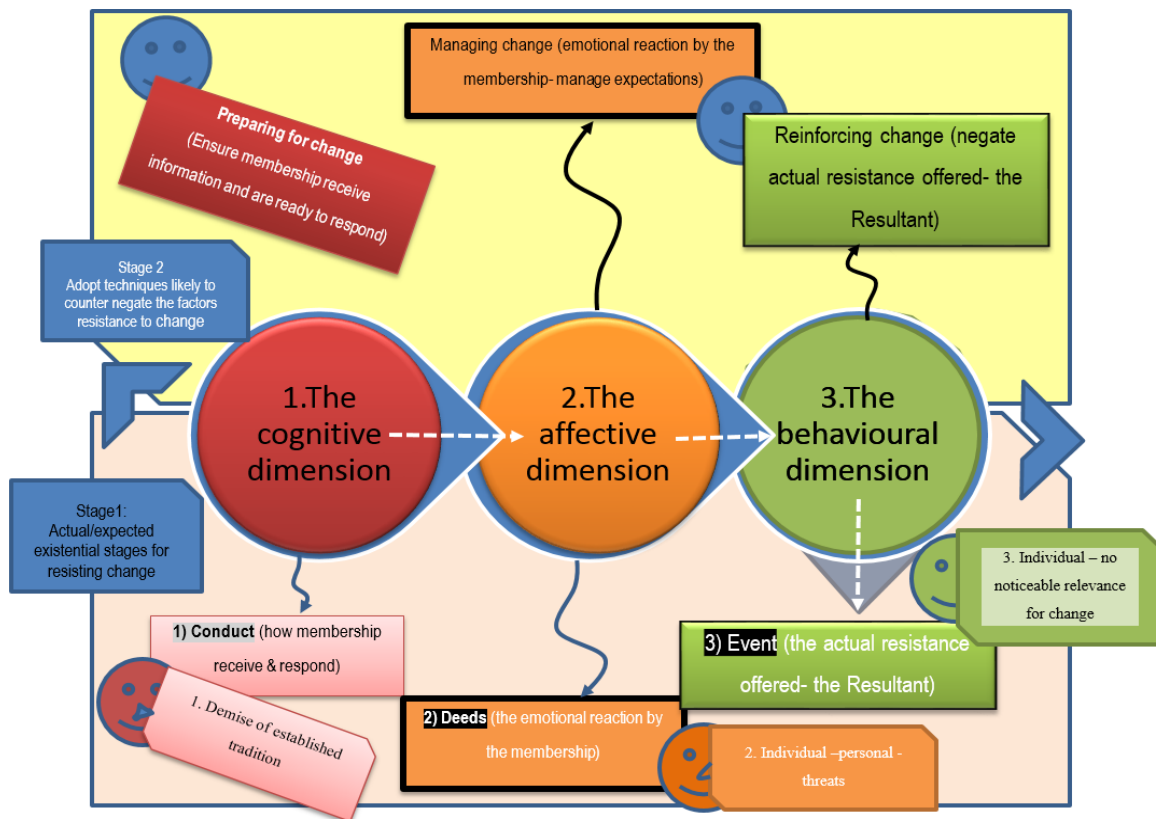 Managing change (emotional reaction by the
membership- manage expectations)
Preparing for change
(Ensure membership receive
information and are ready to respond)
Reinforcing change (negate
actual resistance offered- the
Resultant)
Stage 2
Adopt techniques likely to
counter negate the factors
resistance to change
1.The
cognitive
dimension
2.The
affective
dimension
3.The
behavioural
dimension
Stage1:
Actual/expected
existential stages for
resisting change
3. Individual – no
noticeable relevance
for change
1) Conduct (how membership
receive & respond)
3) Event (the actual resistance
offered- the Resultant)
1. Demise of established
tradition
2) Deeds (the emotional reaction by
the membership)
2. Individual –personal -
threats